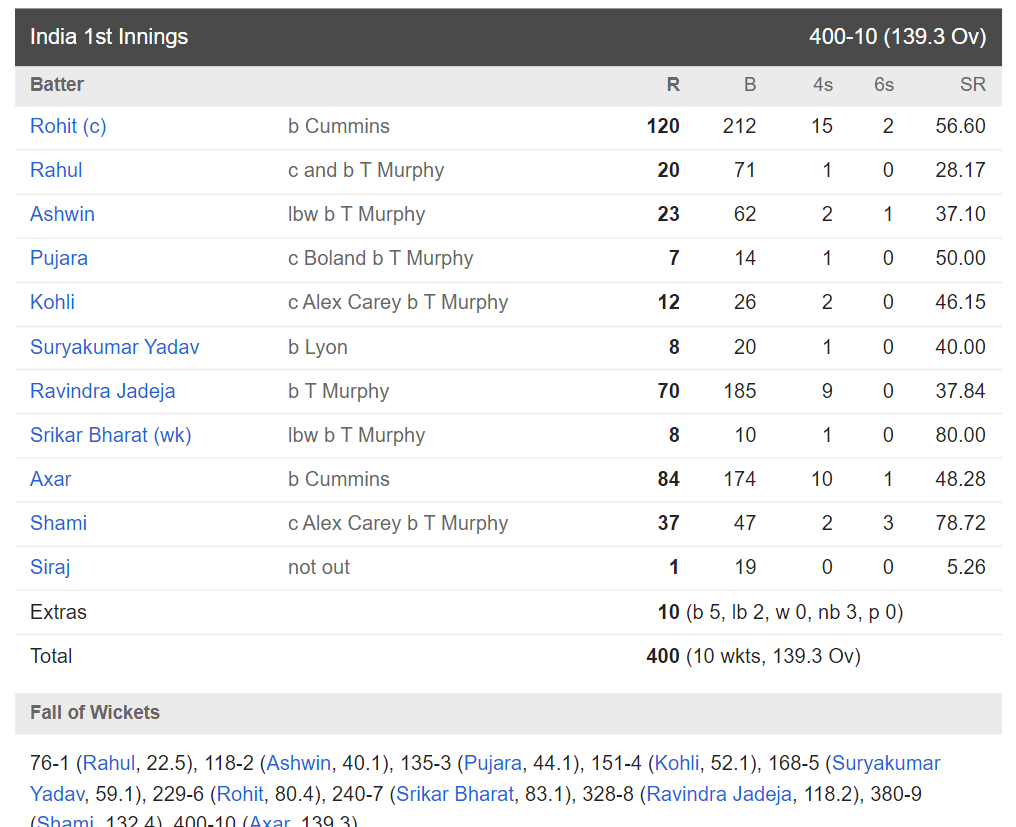 India 1st Innings 400-10 (139.3 Ov)
Batter R B 4s 6s SR
Rohit (c) b Cummins 120 212 15 2 56.60
Rahul c and b T Murphy 20 71 1 0 28.17
Ashwin lbw b T Murphy 23 62 2 1 37.10
Pujara c Boland b T Murphy 7 14 1 0 50.00
Kohli c Alex Carey b T Murphy 12 26 2 0 46.15
Suryakumar Yadav b Lyon 8 20 1 0 40.00
Ravindra Jadeja b T Murphy 70 185 9 0 37.84
Srikar Bharat (wk) lbw b T Murphy 8 10 1 0 80.00
Axar b Cummins 84 174 10 1 48.28
Shami c Alex Carey b T Murphy 37 47 2 3 78.72
Siraj not out 1 19 0 0 5.26
Extras 10 (b 5, lb 2, w 0, nb 3, p 0)
Total 400 (10 wkts, 139.3 Ov)
Fall of Wickets
76-1 (Rahul, 22.5), 118-2 (Ashwin, 40.1), 135-3 (Pujara, 44.1), 151-4 (Kohli, 52.1), 168-5 (Suryakumar
Yadav, 59.1), 229-6 (Rohit, 80.4), 240-7 (Srikar Bharat, 83.1), 328-8 (Ravindra Jadeja, 118.2), 380-9
(Shami, 132.4), 400-10 (Axar, 139.3)